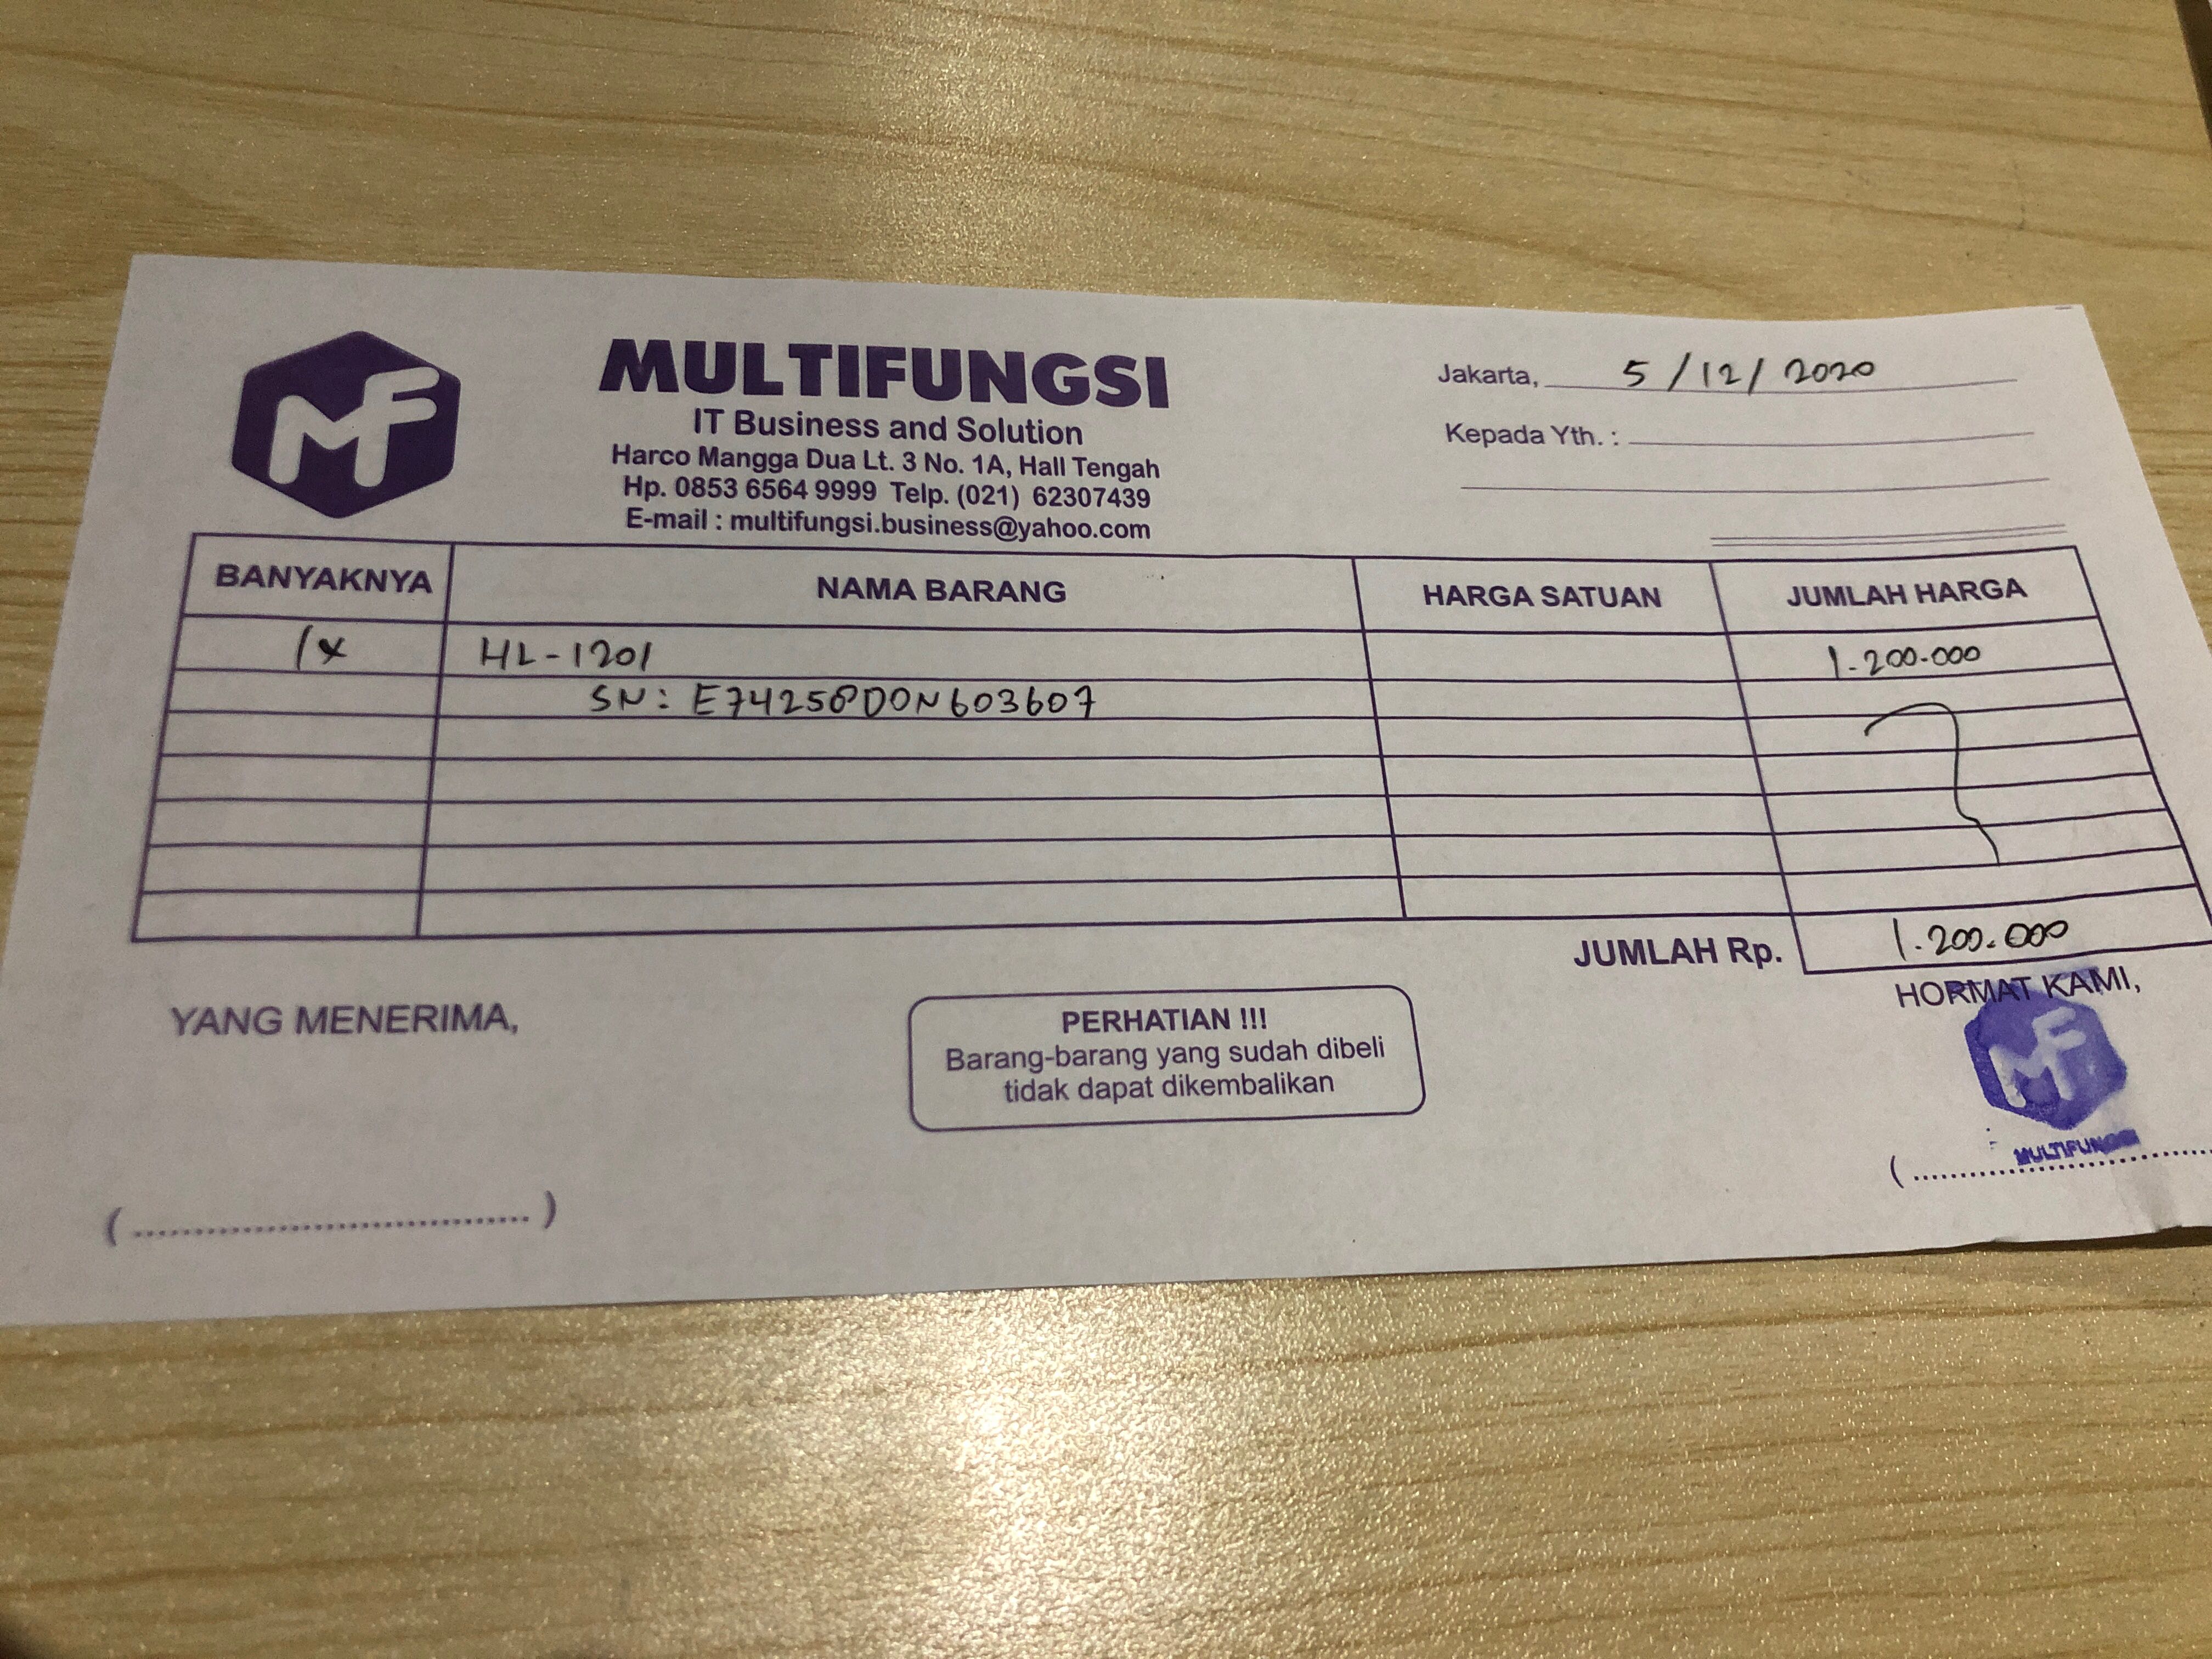 MF
MULTIFUNGSI
IT Business and Solution
Harco Mangga Dua Lt. 3 No. 1A, Hall Tengah
Hp. 0853 6564 9999 Telp. (021) 62307439
E-mail : multifungsi.business@yahoo.com
Jakarta, 5/12/2020
Kepada Yth. :
BANYAKNYA NAMA BARANG HARGA SATUAN JUMLAH HARGA
1x HL-1201 1.200.000
SN: E74258D0N603607
JUMLAH Rp. 1.200.000
YANG MENERIMA,
PERHATIAN !!!
Barang-barang yang sudah dibeli
tidak dapat dikembalikan
HORMAT KAMI,
MF
MULTIFUNGSI